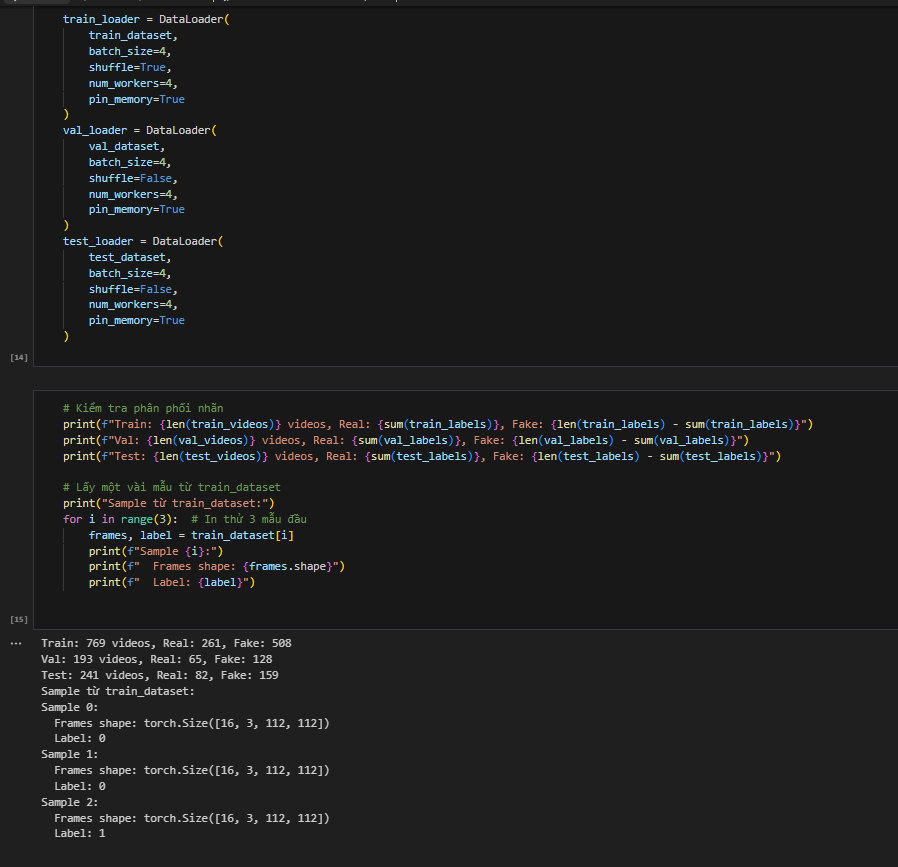 train_loader = DataLoader(
    train_dataset,
    batch_size=4,
    shuffle=True,
    num_workers=4,
    pin_memory=True
)
val_loader = DataLoader(
    val_dataset,
    batch_size=4,
    shuffle=False,
    num_workers=4,
    pin_memory=True
)
test_loader = DataLoader(
    test_dataset,
    batch_size=4,
    shuffle=False,
    num_workers=4,
    pin_memory=True
)
[14]
# Kiểm tra phân phối nhãn
print(f"Train: {len(train_videos)} videos, Real: {sum(train_labels)}, Fake: {len(train_labels) - sum(train_labels)}")
print(f"Val: {len(val_videos)} videos, Real: {sum(val_labels)}, Fake: {len(val_labels) - sum(val_labels)}")
print(f"Test: {len(test_videos)} videos, Real: {sum(test_labels)}, Fake: {len(test_labels) - sum(test_labels)}")
# Lấy một vài mẫu từ train_dataset
print("Sample từ train_dataset:")
for i in range(3):  # In thử 3 mẫu đầu
    frames, label = train_dataset[i]
    print(f"Sample {i}:")
    print(f"  Frames shape: {frames.shape}")
    print(f"  Label: {label}")
[15]
... Train: 769 videos, Real: 261, Fake: 508
Val: 193 videos, Real: 65, Fake: 128
Test: 241 videos, Real: 82, Fake: 159
Sample từ train_dataset:
Sample 0:
  Frames shape: torch.Size([16, 3, 112, 112])
  Label: 0
Sample 1:
  Frames shape: torch.Size([16, 3, 112, 112])
  Label: 0
Sample 2:
  Frames shape: torch.Size([16, 3, 112, 112])
  Label: 1